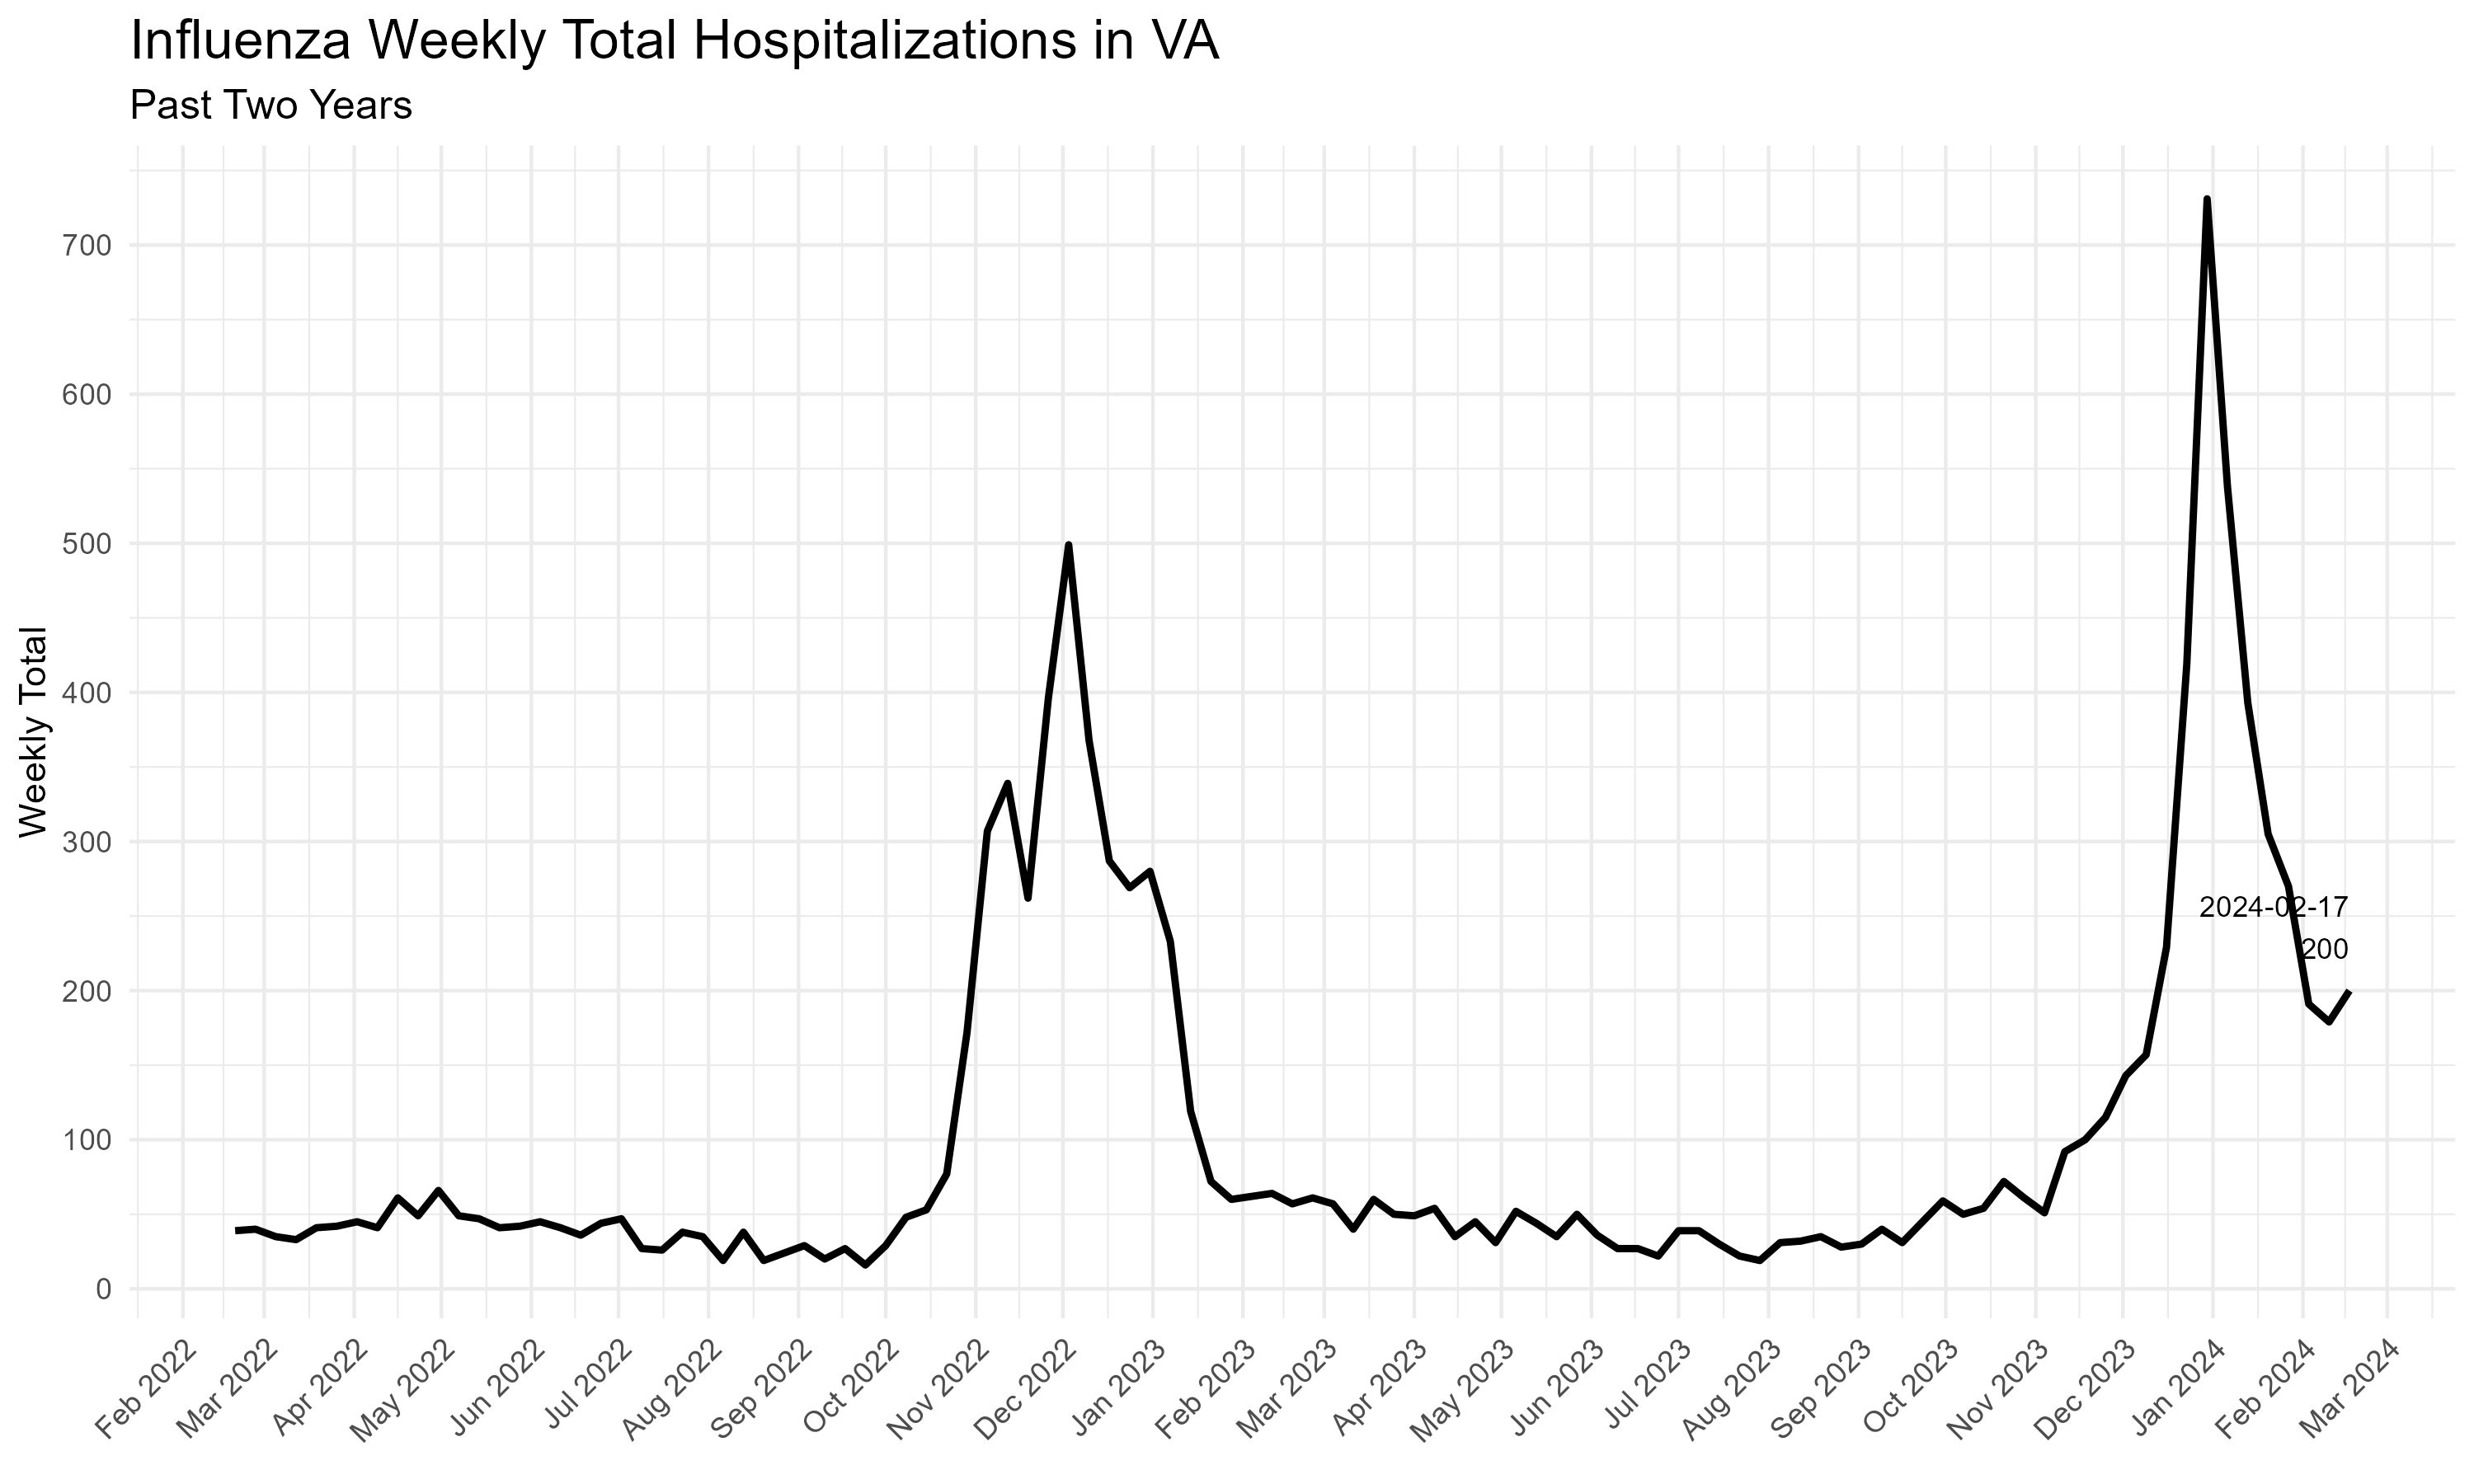 Influenza Weekly Total Hospitalizations in VA
Past Two Years
Weekly Total
700
600
500
400
300
200
100
0
2024-02-17
200
Feb 2022
Mar 2022
Apr 2022
May 2022
Jun 2022
Jul 2022
Aug 2022
Sep 2022
Oct 2022
Nov 2022
Dec 2022
Jan 2023
Feb 2023
Mar 2023
Apr 2023
May 2023
Jun 2023
Jul 2023
Aug 2023
Sep 2023
Oct 2023
Nov 2023
Dec 2023
Jan 2024
Feb 2024
Mar 2024